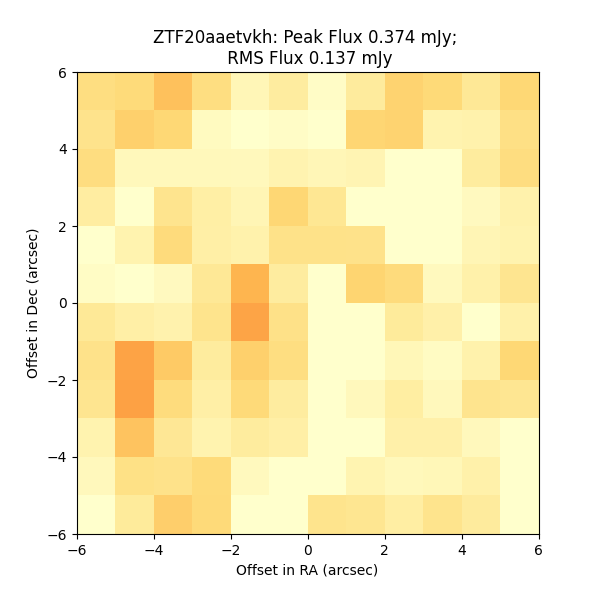 ZTF20aaetvkh: Peak Flux 0.374 mJy;
RMS Flux 0.137 mJy
6
4
2
0
−2
−4
−6
Offset in Dec (arcsec)
−6 −4 −2 0 2 4 6
Offset in RA (arcsec)